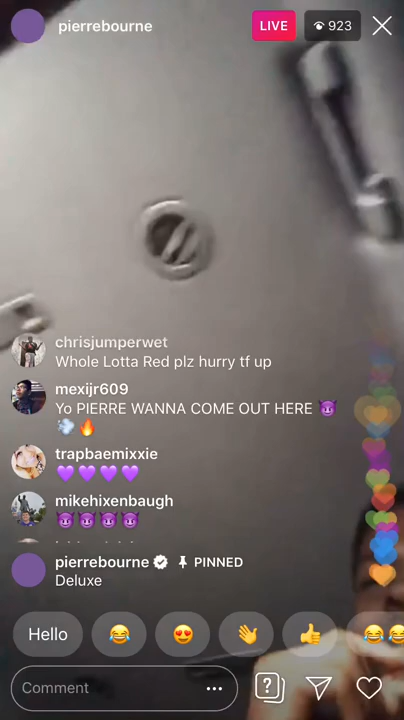 pierrebourne
LIVE
923
chrisjumperwet
Whole Lotta Red plz hurry tf up
mexijr609
Yo PIERRE WANNA COME OUT HERE 😈
💨🔥
trapbaemixxie
💜💜💜💜
mikehixenbaugh
😈😈😈😈
pierrebourne PINNED
Deluxe
Hello 😂 😍 👋 👍 😂😂
Comment